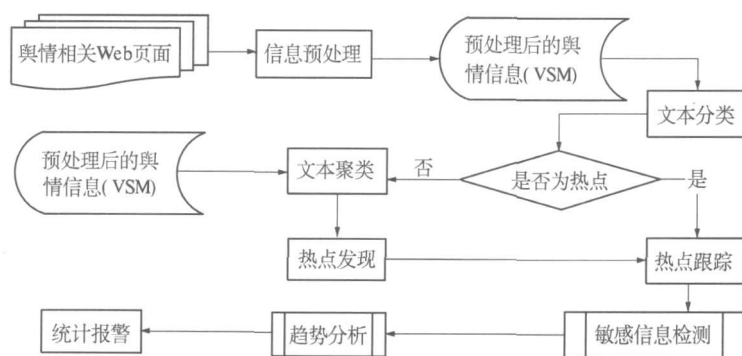 舆情相关Web页面
信息预处理
预处理后的舆
情信息(VSM)
文本分类
预处理后的舆
情信息(VSM)
文本聚类
否
是否为热点
是
热点发现
热点跟踪
统计报警
趋势分析
敏感信息检测